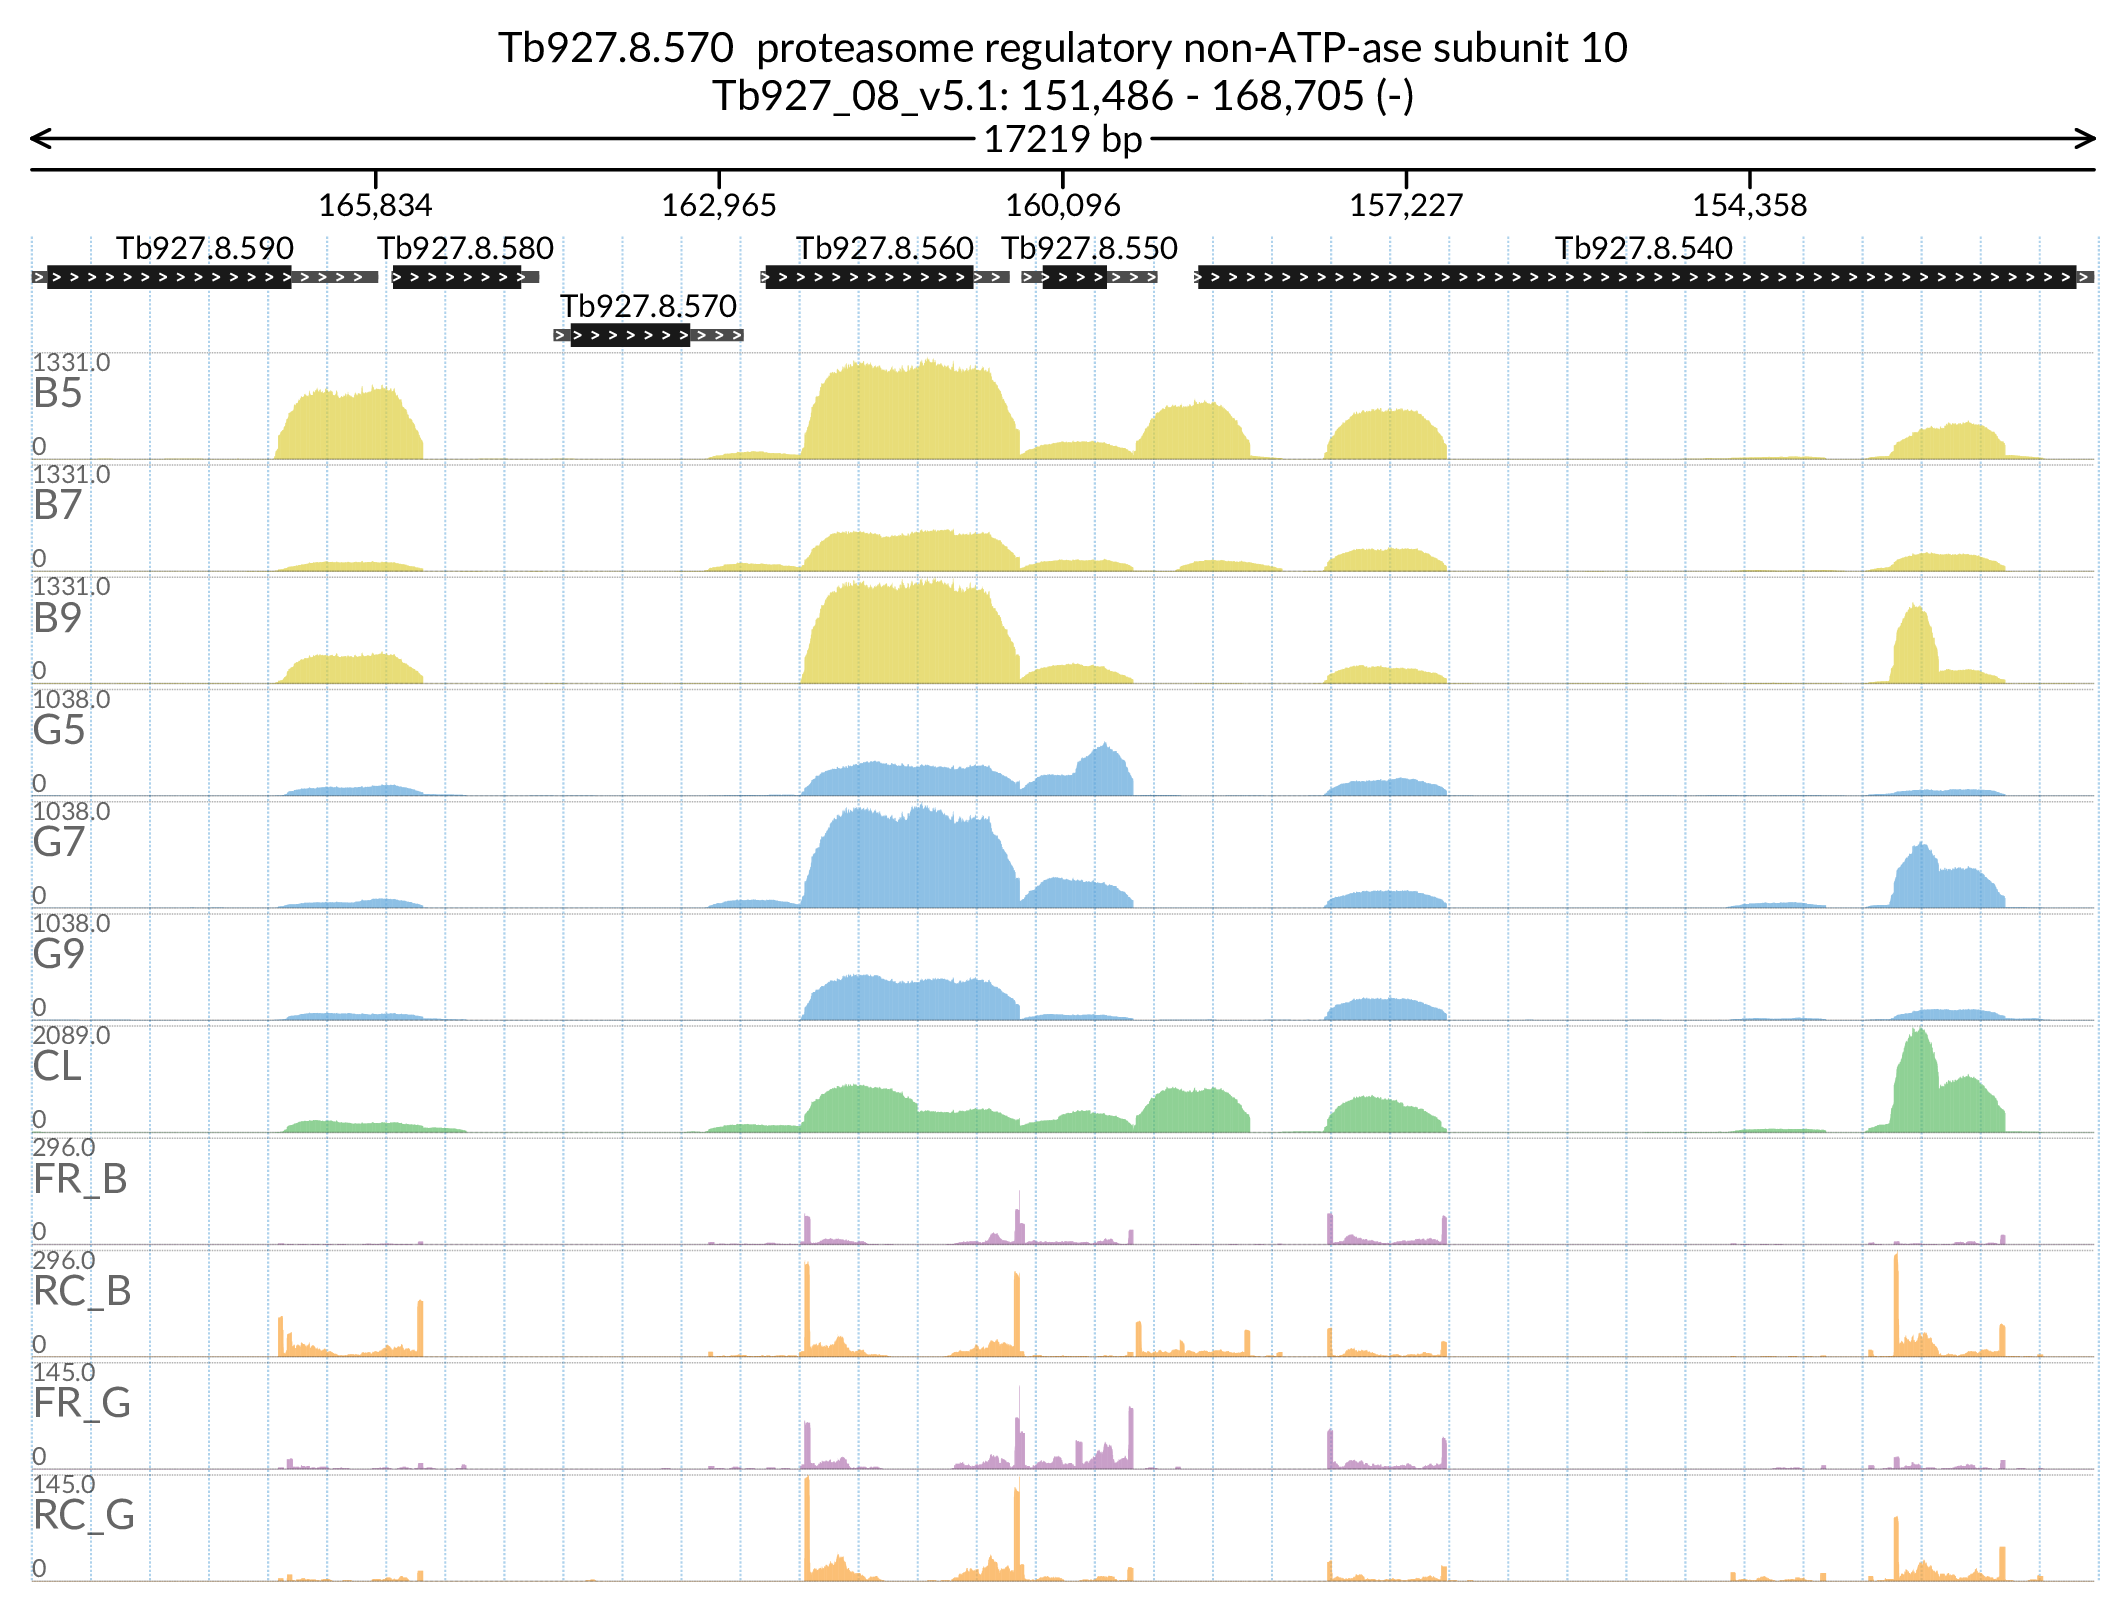 Tb927.8.570 proteasome regulatory non-ATP-ase subunit 10
Tb927_08_v5.1: 151,486 - 168,705 (-)
17219 bp
165,834 162,965 160,096 157,227 154,358
Tb927.8.590 Tb927.8.580 Tb927.8.560 Tb927.8.550 Tb927.8.540
Tb927.8.570
1331.0
B5
0
1331.0
B7
0
1331.0
B9
0
1038.0
G5
0
1038.0
G7
0
1038.0
G9
0
2089.0
CL
0
296.0
FR_B
0
296.0
RC_B
0
145.0
FR_G
0
145.0
RC_G
0